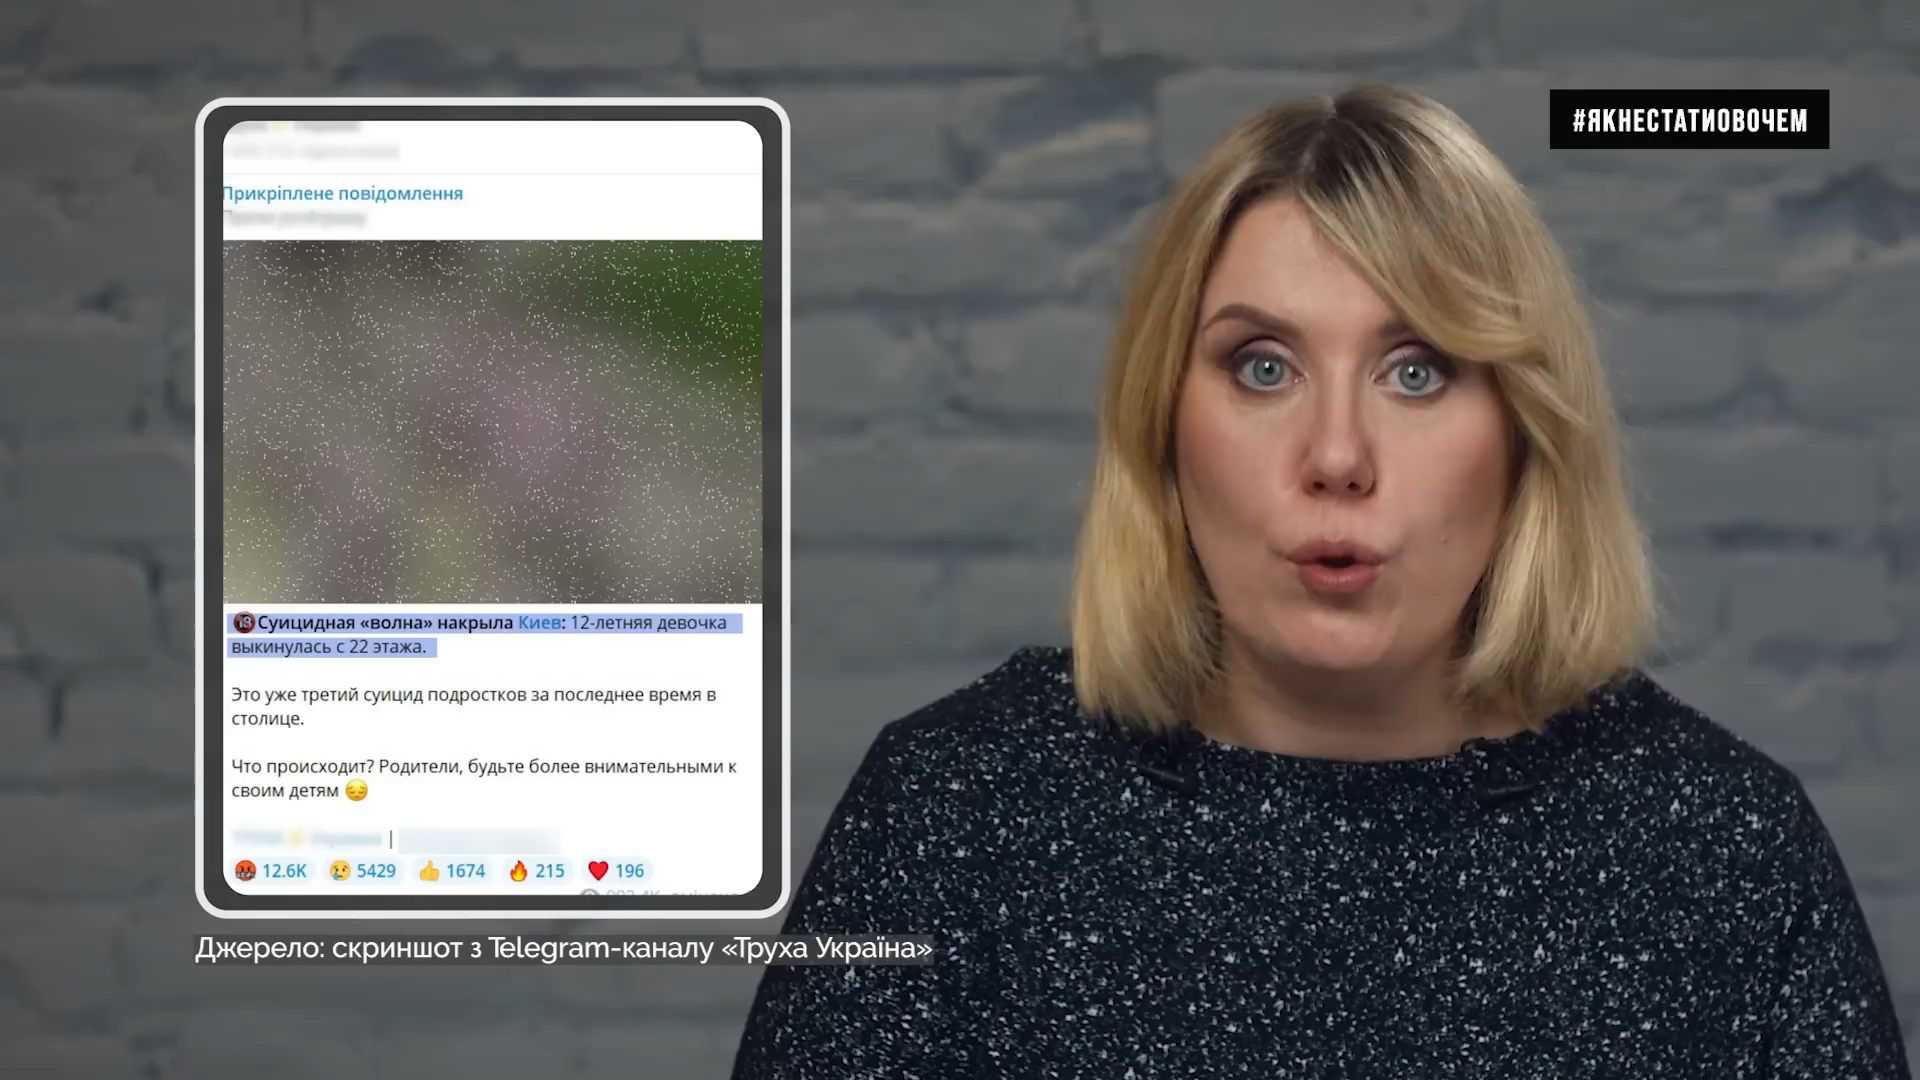 #ЯКНЕСТАТИОВОЧЕМ
Прикріплене повідомлення
Суицидная «волна» накрыла Киев: 12-летняя девочка
выкинулась с 22 этажа.
Это уже третий суицид подростков за последнее время в
столице.
Что происходит? Родители, будьте более внимательными к
своим детям
12.6K 5429 1674 215 196
Джерело: скриншот з Telegram-каналу «Труха Україна»